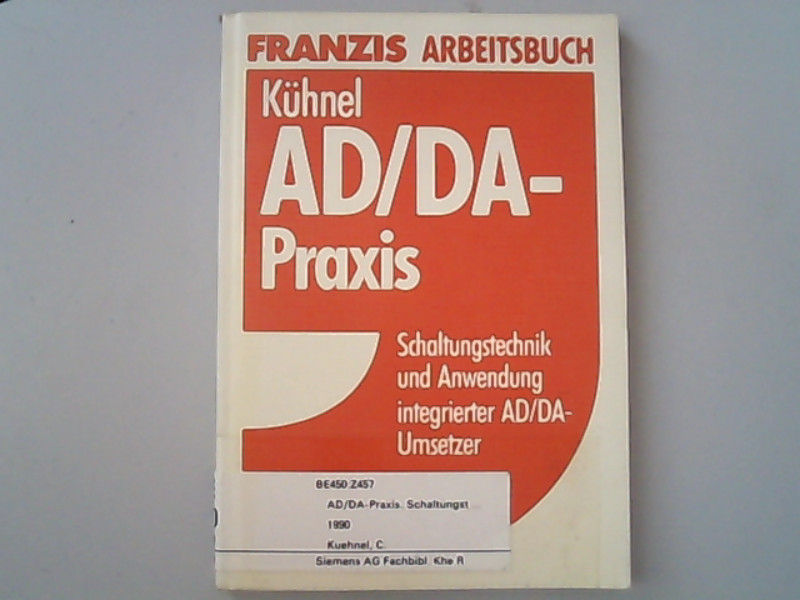 FRANZIS ARBEITSBUCH
Kühnel
AD/DA-
Praxis
Schaltungstechnik
und Anwendung
integrierter AD/DA-
Umsetzer
BE450 Z457
AD/DA-Praxis. Schaltungst
1990
Kuehnel, C.
Siemens AG Fachbibl. Khe R